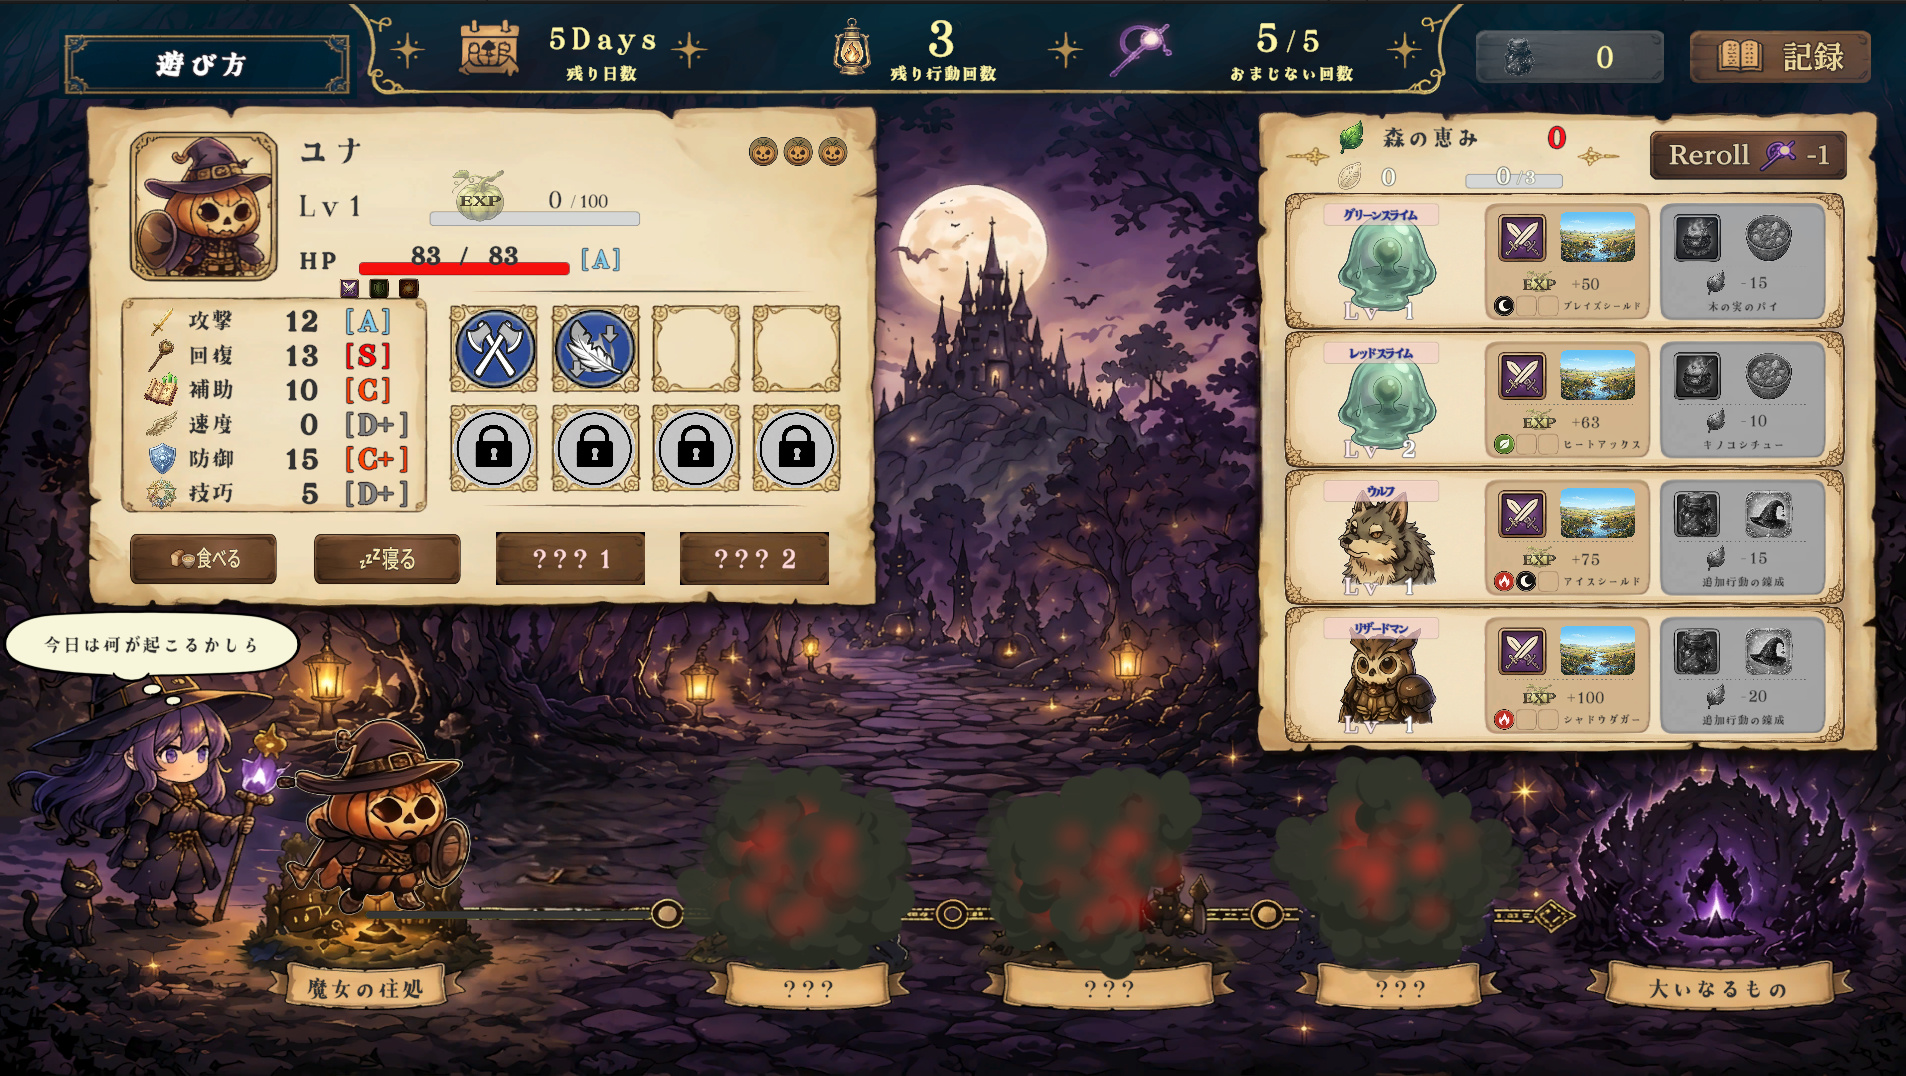 遊び方
5Days
残り日数
3
残り行動回数
5/5
おまじない回数
0
記録
ユナ
Lv 1
EXP
0 / 100
HP
83 / 83
[A]
攻撃 12 [A]
回復 13 [S]
補助 10 [C]
速度 0 [D+]
防御 15 [C+]
技巧 5 [D+]
食べる
zzZ寝る
??? 1
??? 2
森の恵み 0
0
0/3
Reroll -1
グリーンスライム
Lv 1
EXP +50
ブレイズシールド
-15
木の実のパイ
レッドスライム
Lv 2
EXP +63
ヒートアックス
-10
キノコシチュー
ウルフ
Lv 1
EXP +75
アイスシールド
-15
追加行動の錬成
リザードマン
Lv 1
EXP +100
シャドウダガー
-20
追加行動の錬成
今日は何が起こるかしら
魔女の住処
???
???
???
大いなるもの